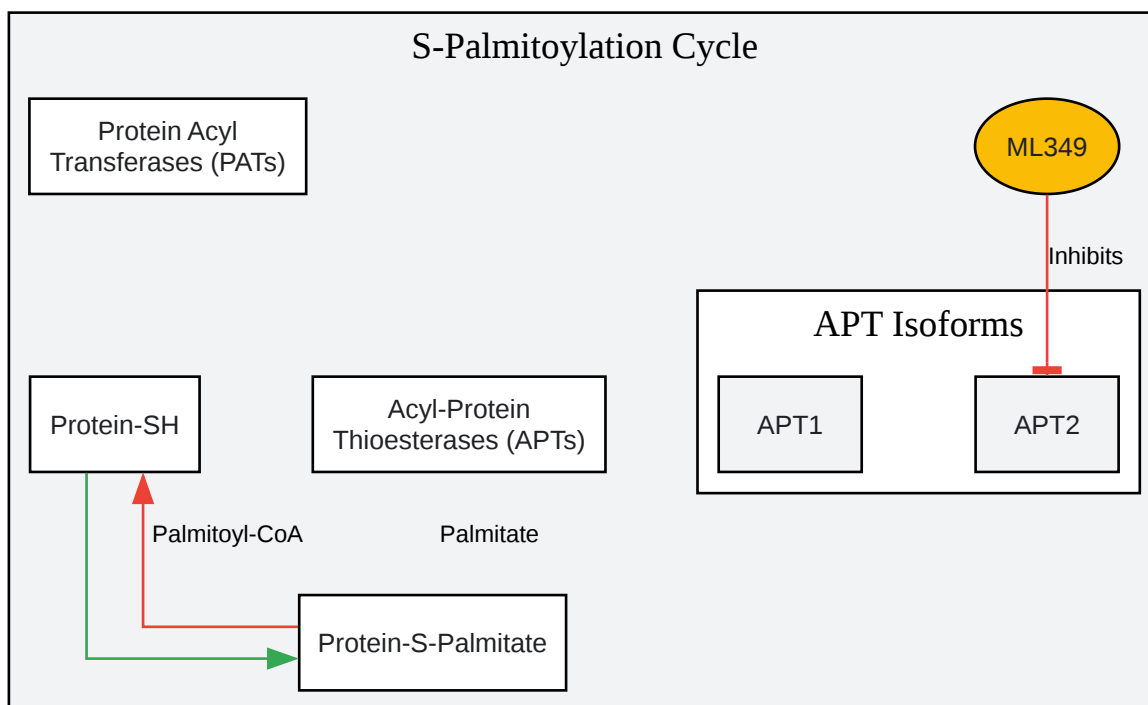 S-Palmitoylation Cycle
Protein Acyl
Transferases (PATs)
ML349
Inhibits
APT Isoforms
Protein-SH
Acyl-Protein
Thioesterases (APTs)
APT1
APT2
Palmitoyl-CoA
Palmitate
Protein-S-Palmitate